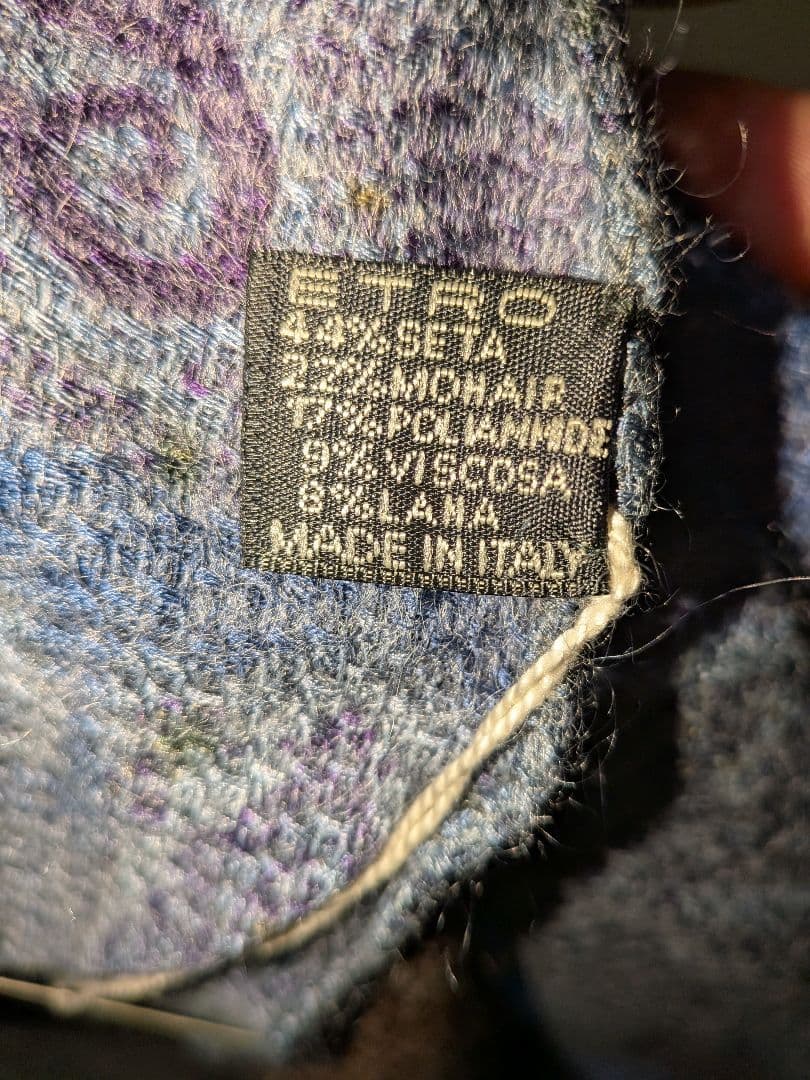 ETRO
44%SETA
22%MOHAIR
17%POLIAMMIDE
9%VISCOSA
8%LANA
MADE IN ITALY